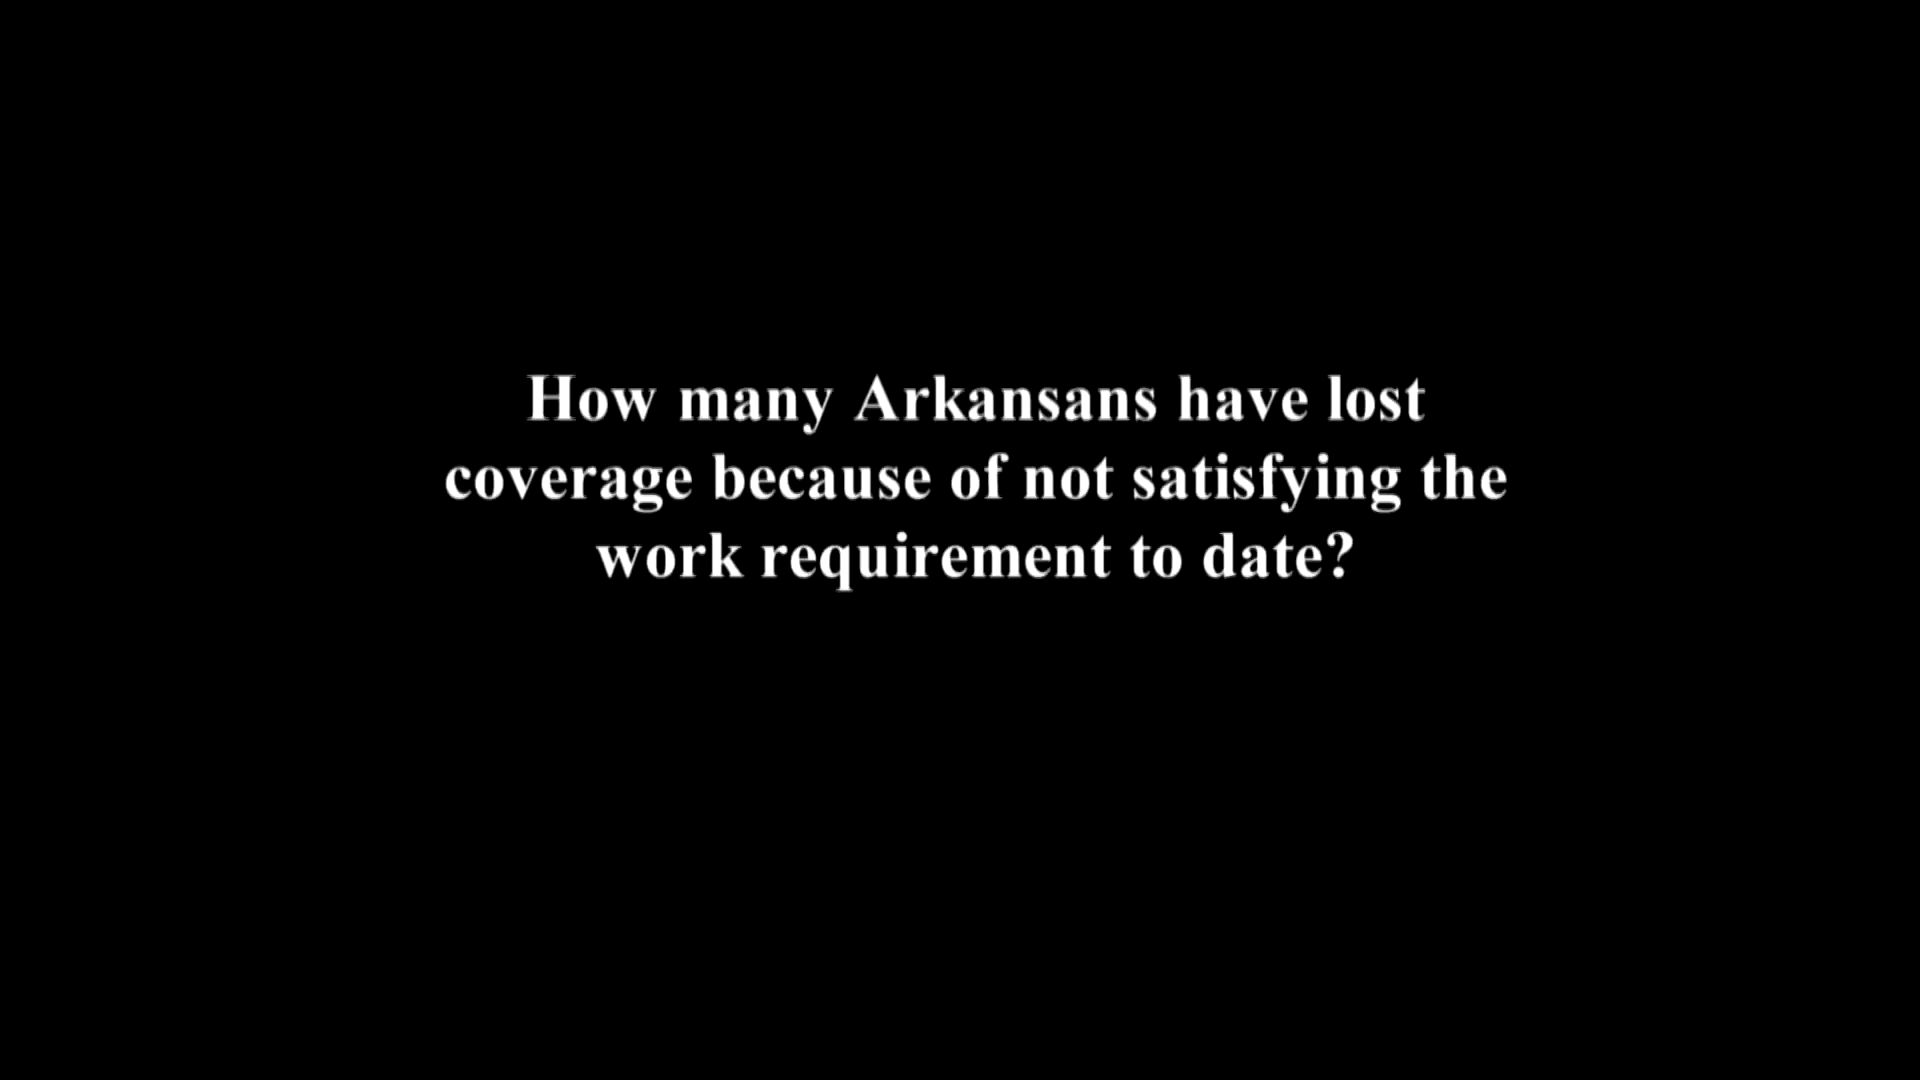 How many Arkansans have lost
coverage because of not satisfying the
work requirement to date?